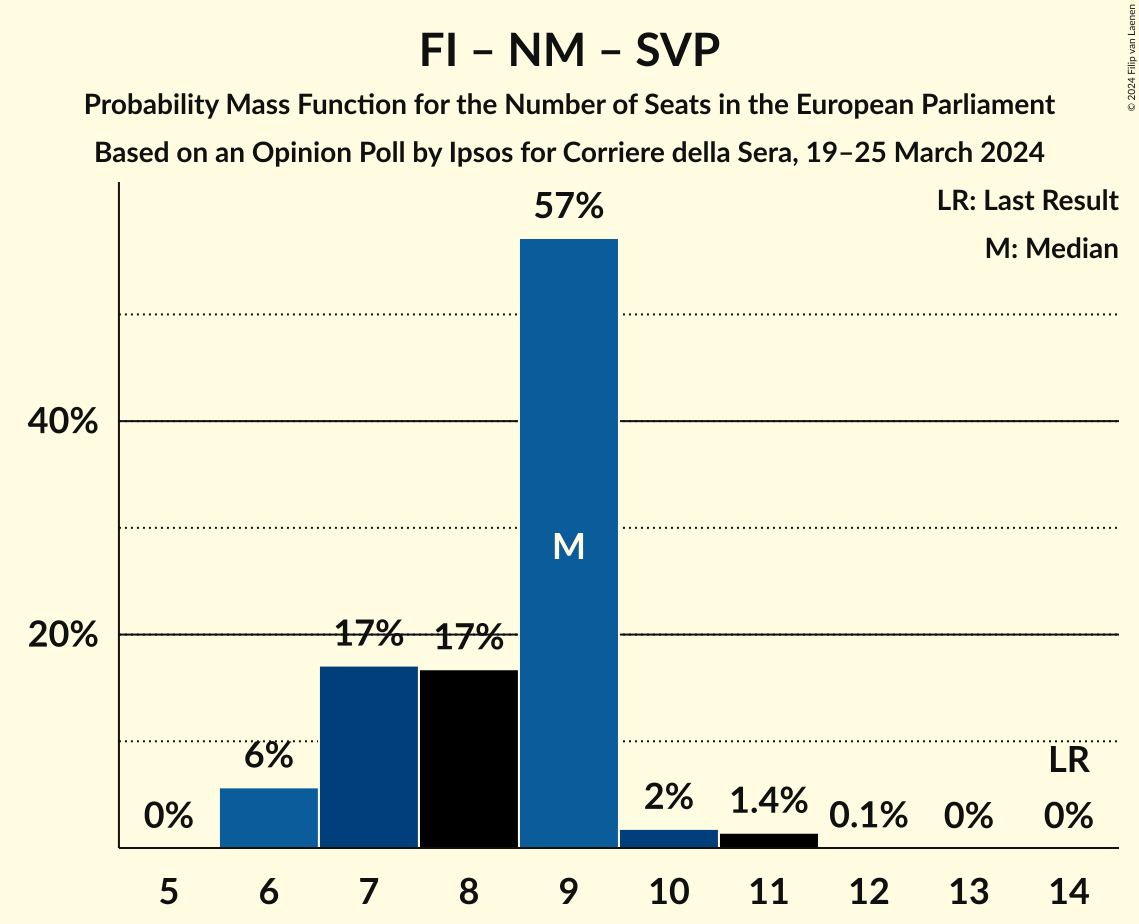 FI – NM – SVP
Probability Mass Function for the Number of Seats in the European Parliament
Based on an Opinion Poll by Ipsos for Corriere della Sera, 19–25 March 2024
© 2024 Filip van Laenen
LR: Last Result
M: Median
57%
40%
M
20%
17%
17%
6%
LR
0%
2%
1.4%
0.1%
0%
0%
5 6 7 8 9 10 11 12 13 14